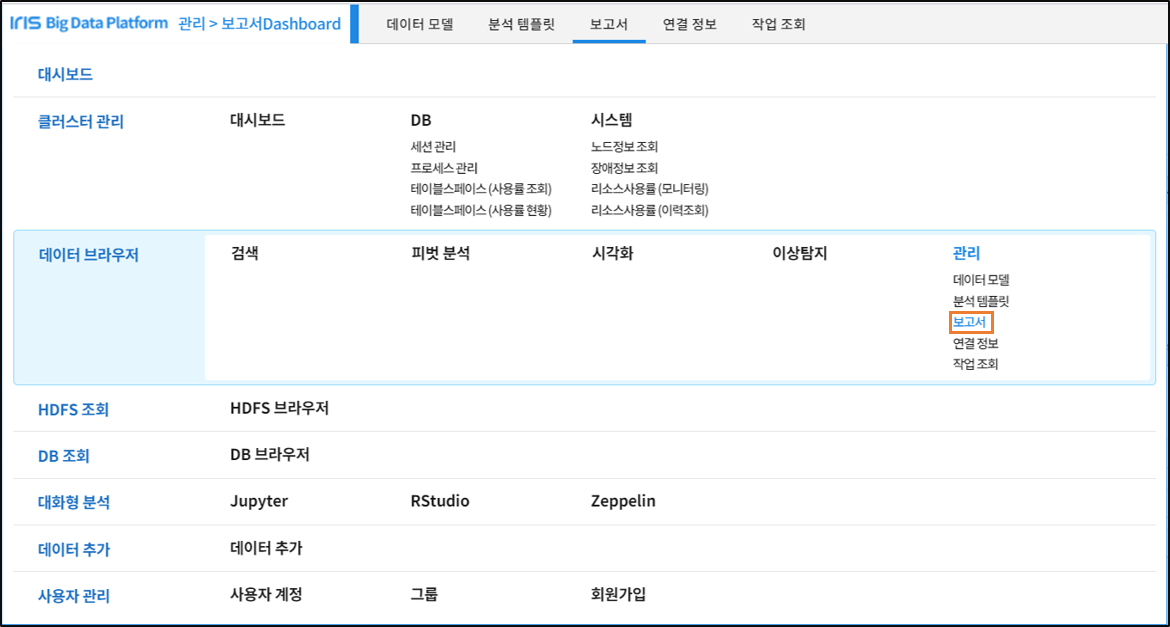 IRIS Big Data Platform 관리 > 보고서Dashboard 데이터 모델 분석 템플릿 보고서 연결 정보 작업 조회
대시보드
클러스터 관리 대시보드 DB 시스템
세션 관리 노드정보 조회
프로세스 관리 장애정보 조회
테이블스페이스 (사용률 조회) 리소스사용률 (모니터링)
테이블스페이스 (사용률 현황) 리소스사용률 (이력조회)
데이터 브라우저 검색 피벗 분석 시각화 이상탐지 관리
데이터 모델
분석 템플릿
보고서
연결 정보
작업 조회
HDFS 조회 HDFS 브라우저
DB 조회 DB 브라우저
대화형 분석 Jupyter RStudio Zeppelin
데이터 추가 데이터 추가
사용자 관리 사용자 계정 그룹 회원가입